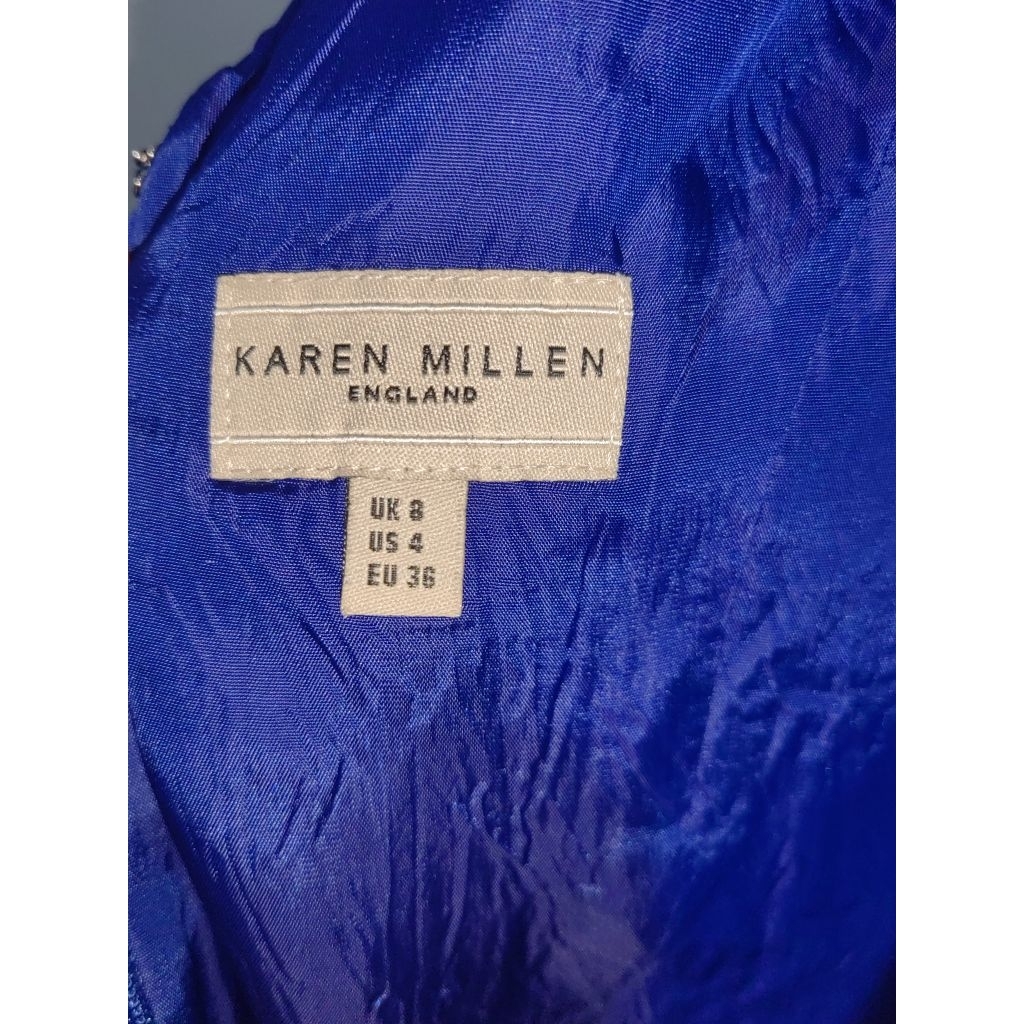 KAREN MILLEN
ENGLAND
UK 8
US 4
EU 36